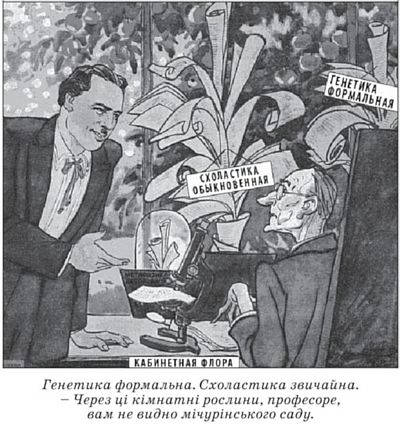 ГЕНЕТИКА
ФОРМАЛЬНАЯ
СХОЛАСТИКА
ОБЫКНОВЕННАЯ
КАБИНЕТНАЯ ФЛОРА
Генетика формальна. Схоластика звичайна.
– Через ці кімнатні рослини, професоре,
вам не видно мічурінського саду.